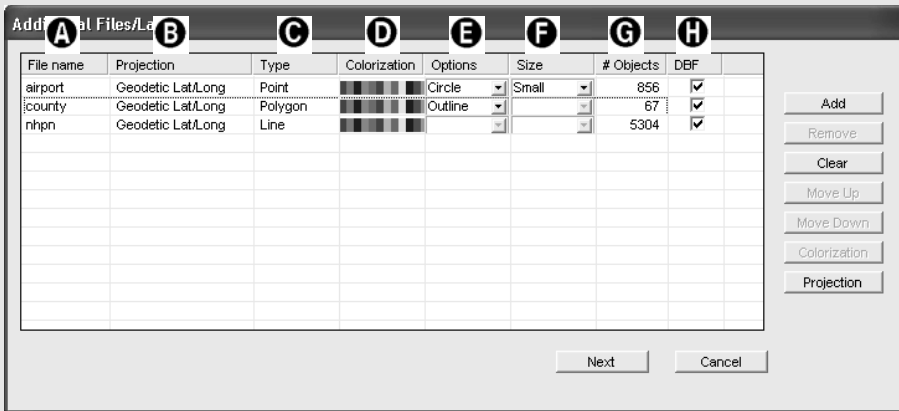 Additional Files/La
A B C D E F G H
File name Projection Type Colorization Options Size # Objects DBF
airport Geodetic Lat/Long Point Circle Small 856
county Geodetic Lat/Long Polygon Outline 67
nhpn Geodetic Lat/Long Line 5304
Add
Remove
Clear
Move Up
Move Down
Colorization
Projection
Next Cancel